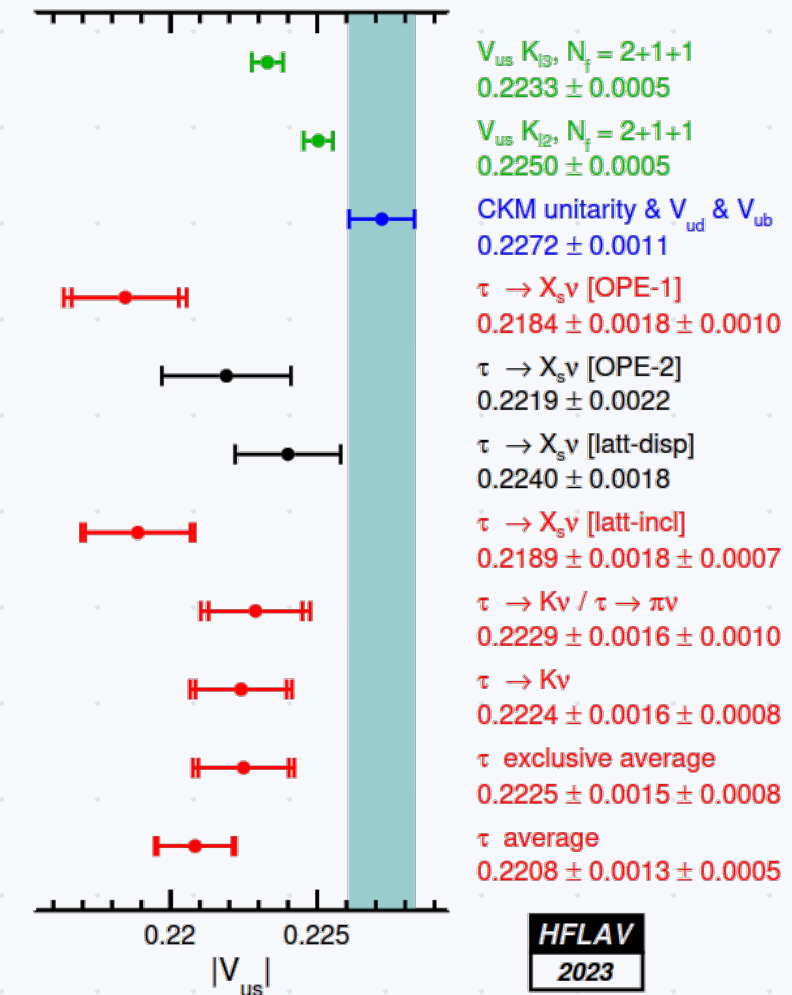 V_us K_l3, N_f = 2+1+1
0.2233 ± 0.0005
V_us K_l2, N_f = 2+1+1
0.2250 ± 0.0005
CKM unitarity & V_ud & V_ub
0.2272 ± 0.0011
τ → X_sν [OPE-1]
0.2184 ± 0.0018 ± 0.0010
τ → X_sν [OPE-2]
0.2219 ± 0.0022
τ → X_sν [latt-disp]
0.2240 ± 0.0018
τ → X_sν [latt-incl]
0.2189 ± 0.0018 ± 0.0007
τ → Kν / τ → πν
0.2229 ± 0.0016 ± 0.0010
τ → Kν
0.2224 ± 0.0016 ± 0.0008
τ exclusive average
0.2225 ± 0.0015 ± 0.0008
τ average
0.2208 ± 0.0013 ± 0.0005
0.22 0.225
|V_us|
HFLAV
2023